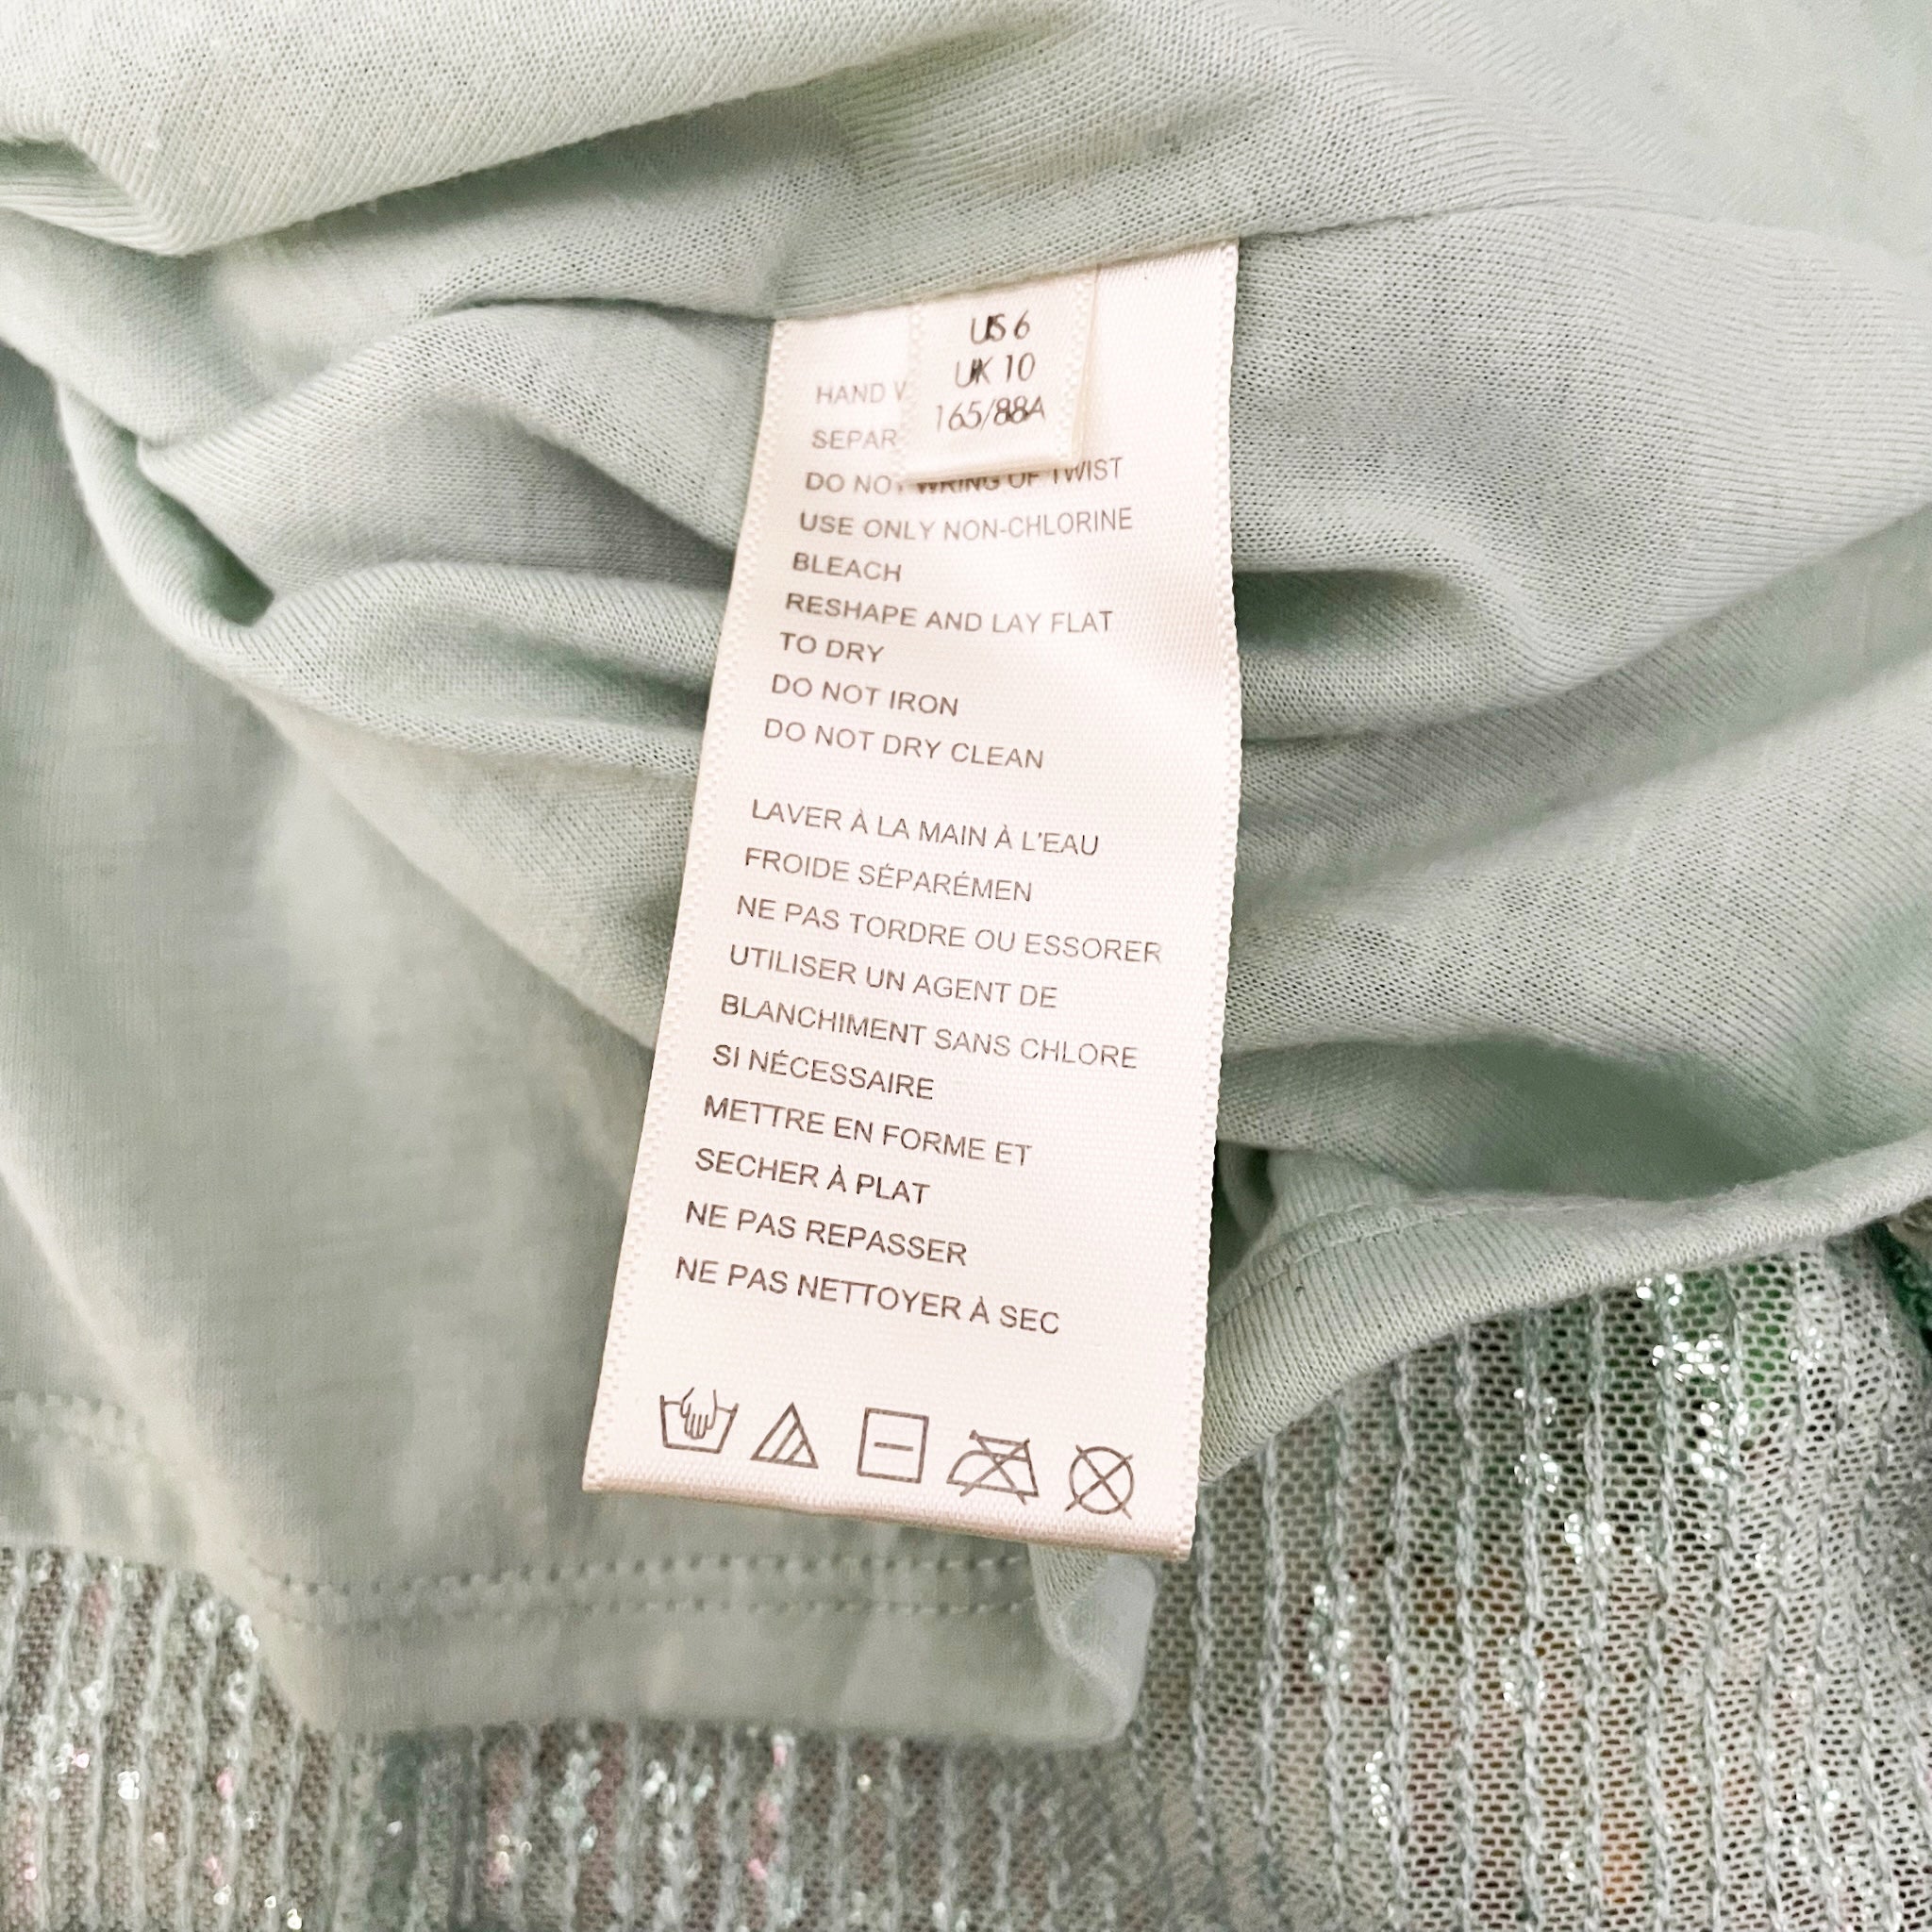 US 6
UK 10
165/88A
HAND
SEPAR
DO NOT WRING OF TWIST
USE ONLY NON-CHLORINE
BLEACH
RESHAPE AND LAY FLAT
TO DRY
DO NOT IRON
DO NOT DRY CLEAN
LAVER À LA MAIN À L'EAU
FROIDE SÉPARÉMEN
NE PAS TORDRE OU ESSORER
UTILISER UN AGENT DE
BLANCHIMENT SANS CHLORE
SI NÉCESSAIRE
METTRE EN FORME ET
SECHER À PLAT
NE PAS REPASSER
NE PAS NETTOYER À SEC